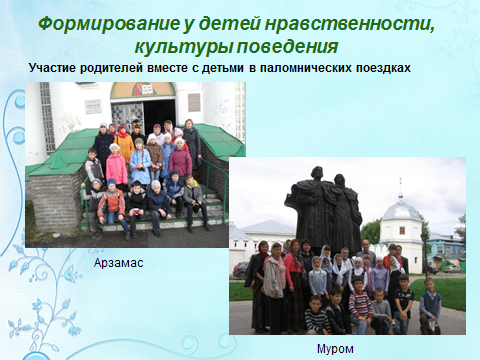 Формирование у детей нравственности,
культуры поведения
Участие родителей вместе с детьми в паломнических поездках
Арзамас
Муром